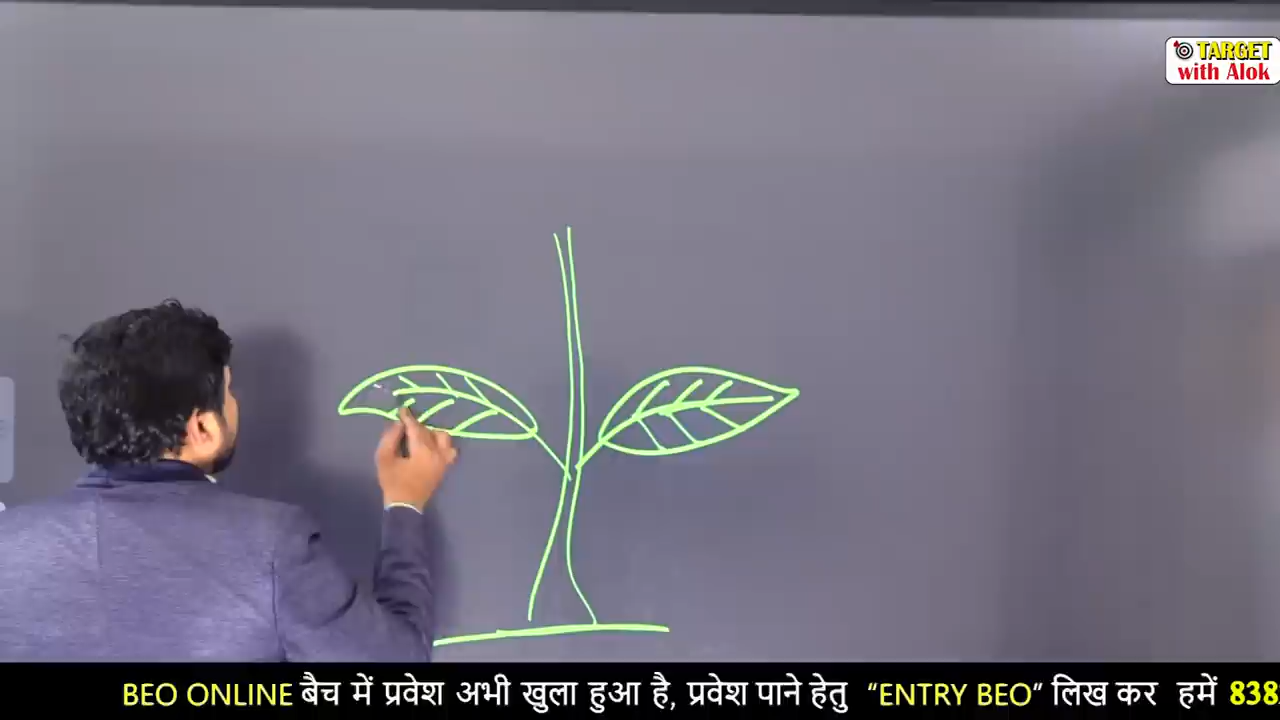 TARGET
with Alok
BEO ONLINE बैच में प्रवेश अभी खुला हुआ है, प्रवेश पाने हेतु “ENTRY BEO” लिख कर हमें 838